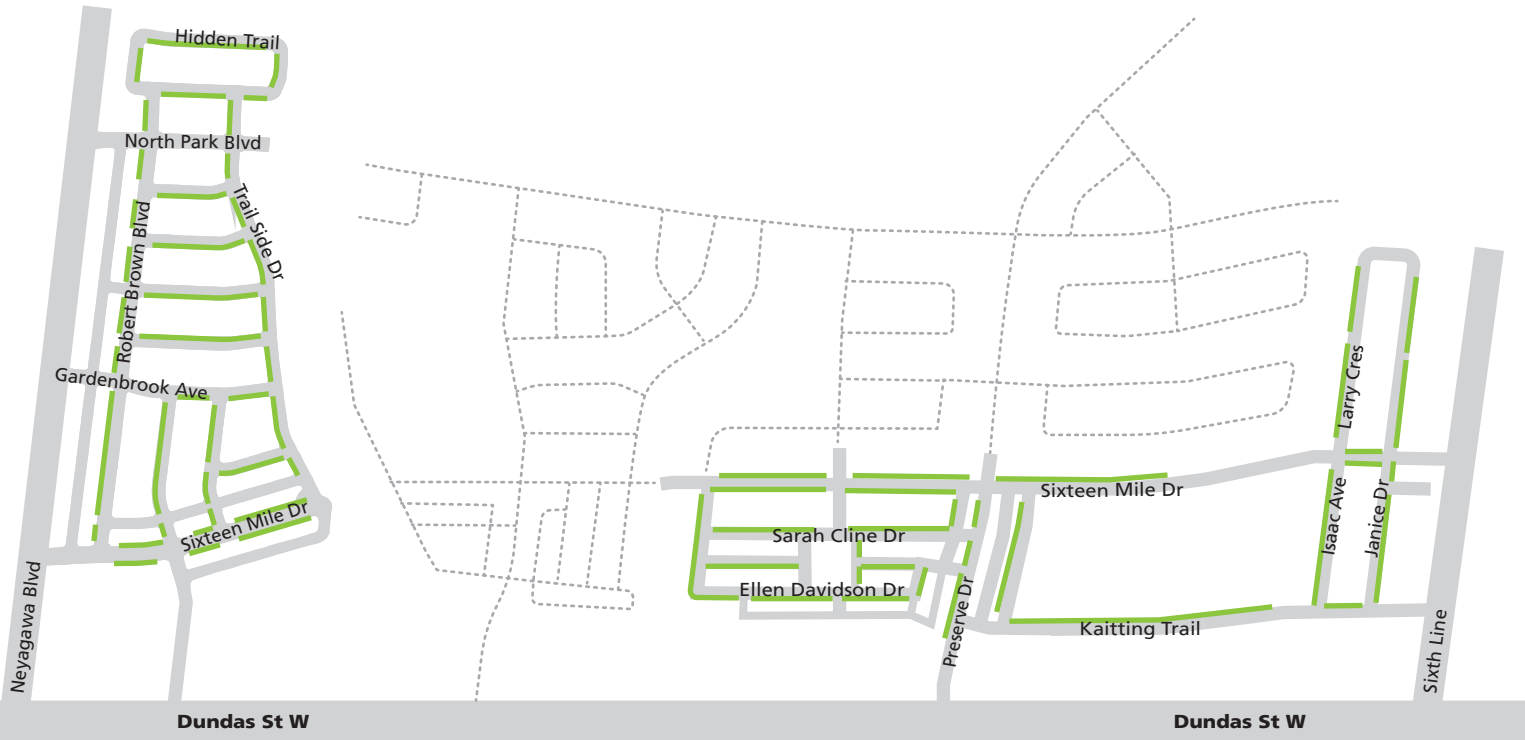 Hidden Trail
North Park Blvd
Trail Side Dr
Robert Brown Blvd
Gardenbrook Ave
Sixteen Mile Dr
Neyagawa Blvd
Dundas St W
Sixteen Mile Dr
Sarah Cline Dr
Ellen Davidson Dr
Preserve Dr
Kaitting Trail
Larry Cres
Isaac Ave
Janice Dr
Sixth Line
Dundas St W